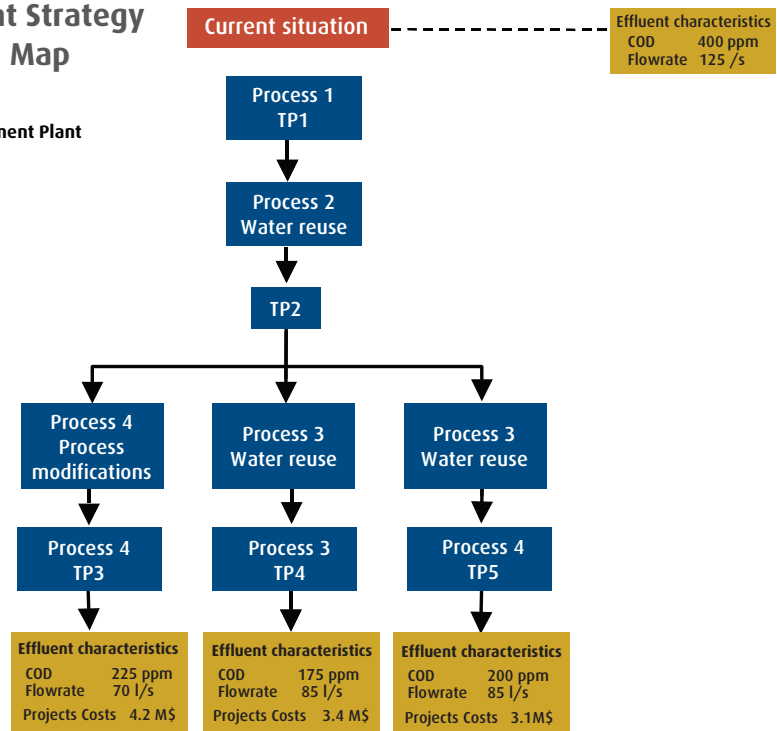 nt Strategy
Map
nent Plant
Current situation
Effluent characteristics
COD 400 ppm
Flowrate 125 /s
Process 1
TP1
Process 2
Water reuse
TP2
Process 4
Process
modifications
Process 3
Water reuse
Process 3
Water reuse
Process 4
TP3
Process 3
TP4
Process 4
TP5
Effluent characteristics
COD 225 ppm
Flowrate 70 l/s
Projects Costs 4.2 M$
Effluent characteristics
COD 175 ppm
Flowrate 85 l/s
Projects Costs 3.4 M$
Effluent characteristics
COD 200 ppm
Flowrate 85 l/s
Projects Costs 3.1M$